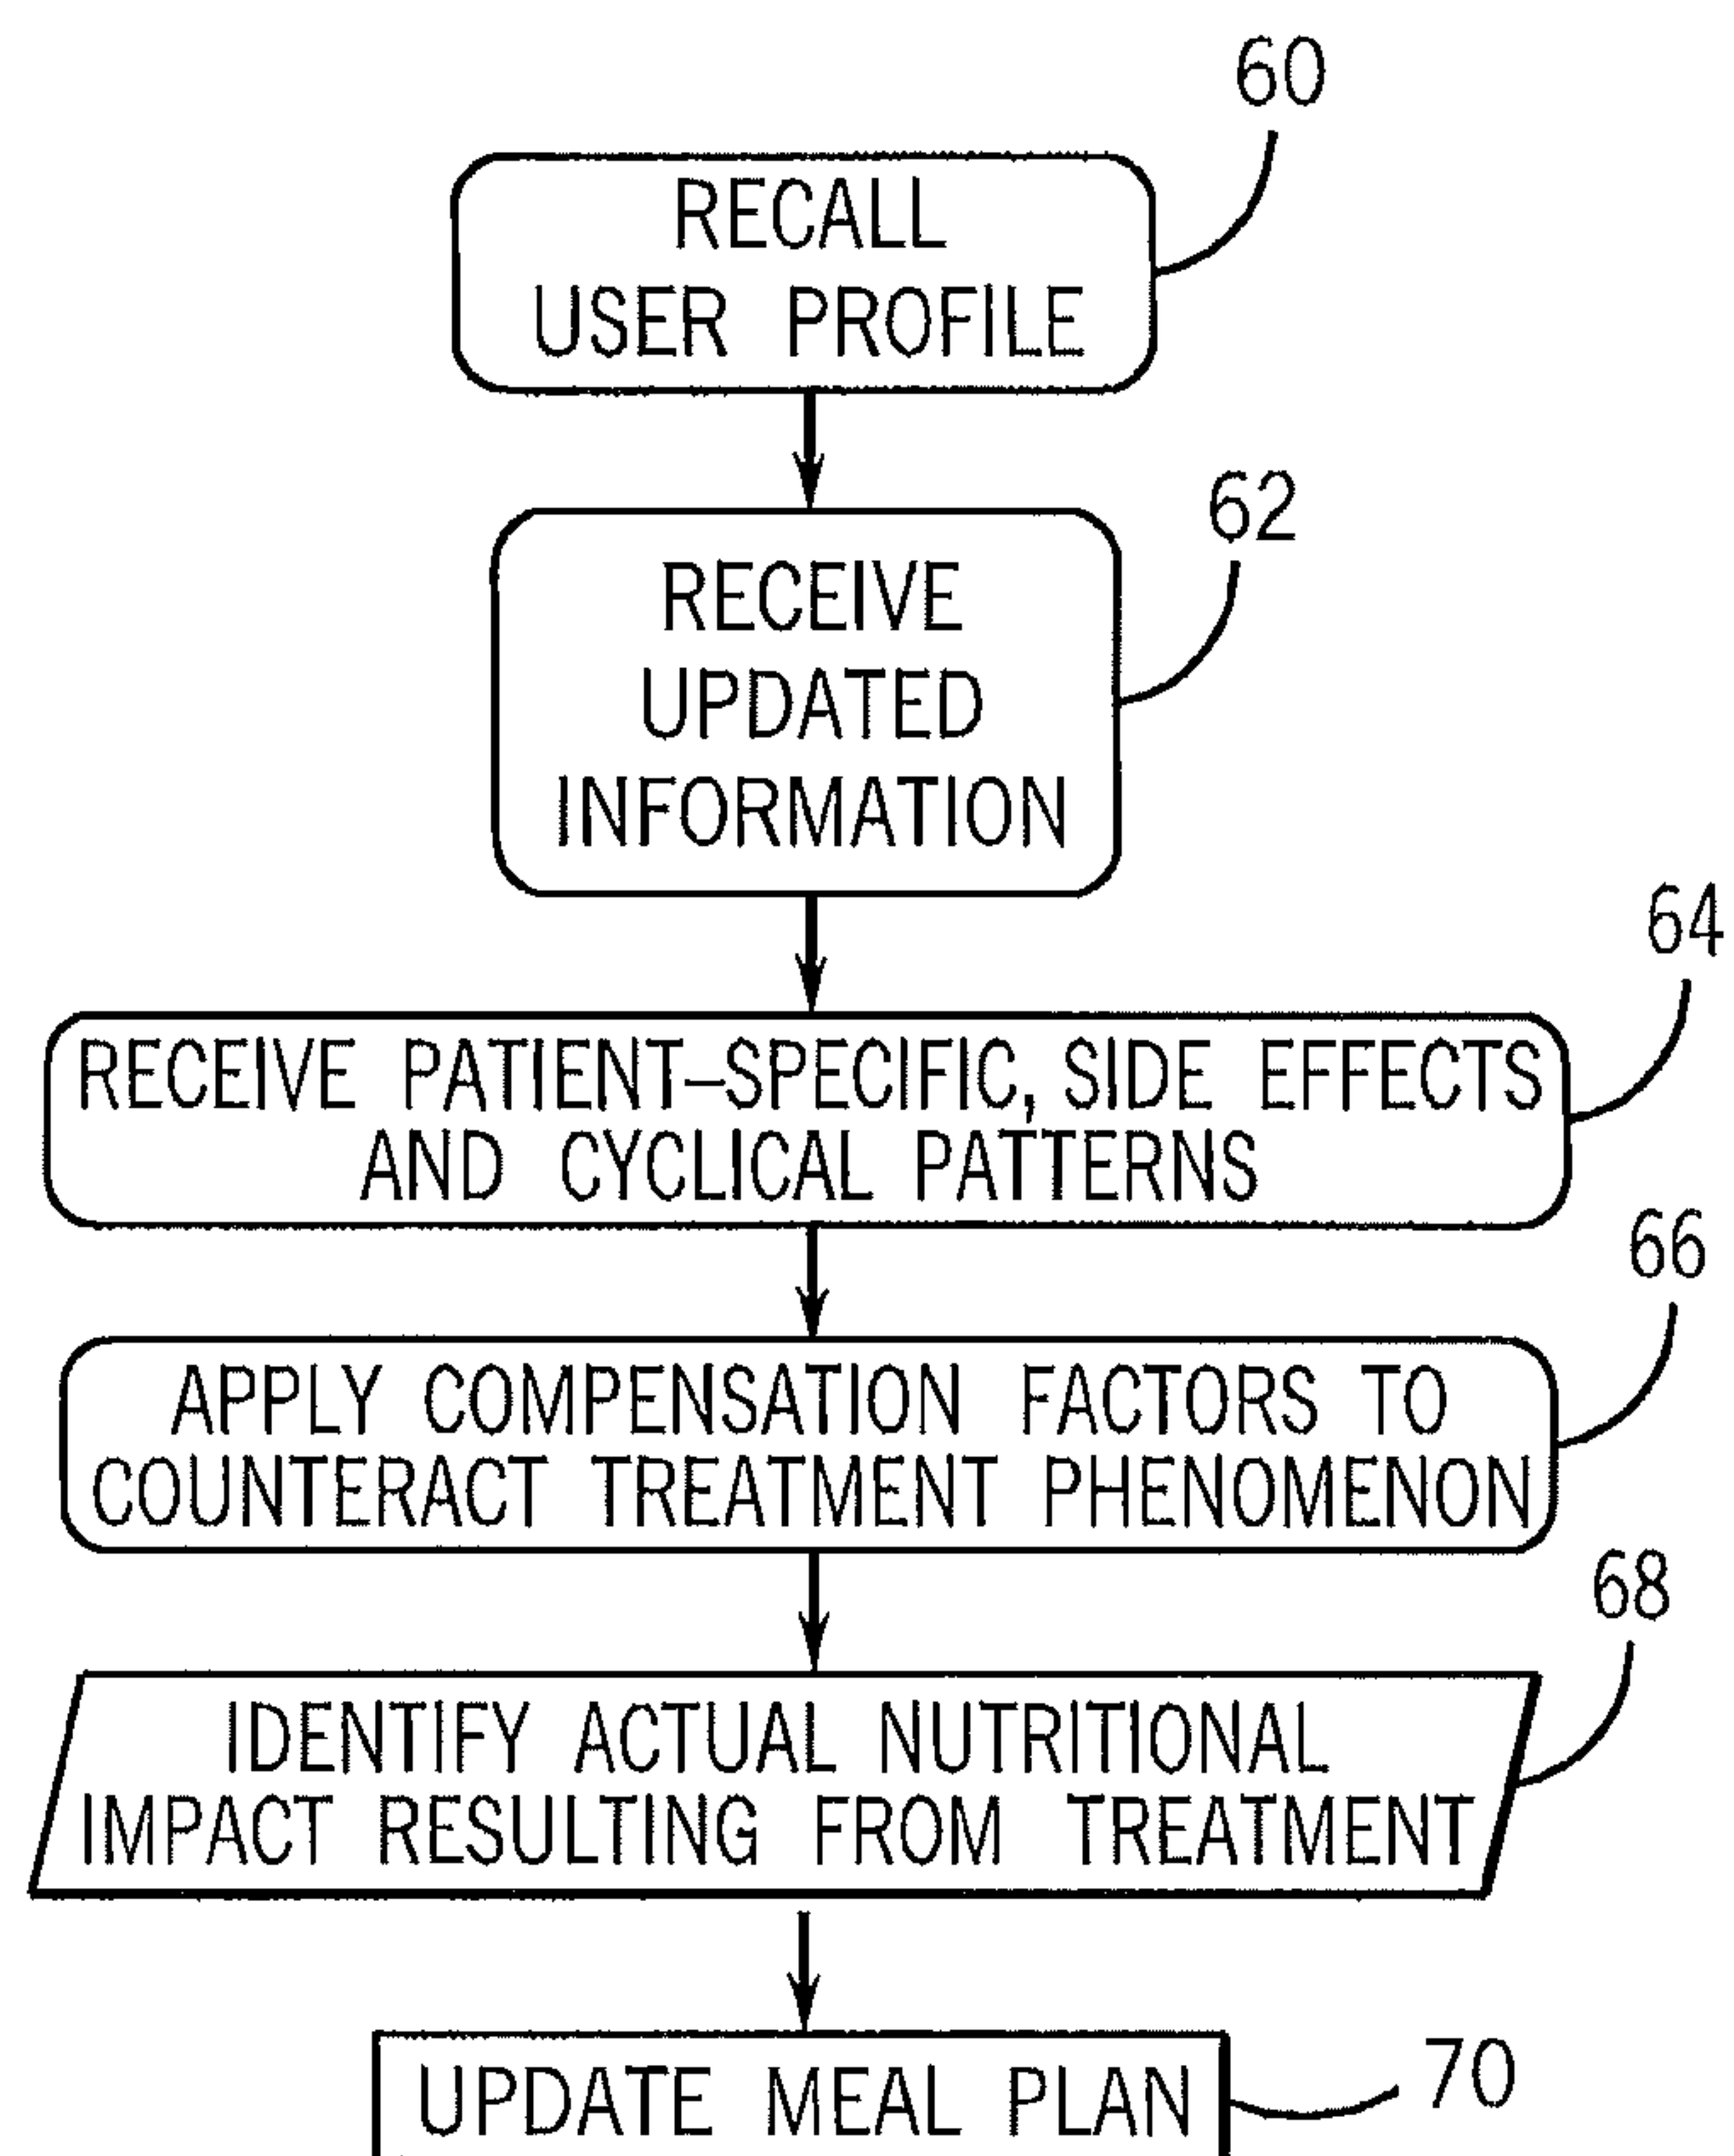 60
RECALL
USER PROFILE
62
RECEIVE
UPDATED
INFORMATION
64
RECEIVE PATIENT-SPECIFIC, SIDE EFFECTS
AND CYCLICAL PATTERNS
66
APPLY COMPENSATION FACTORS TO
COUNTERACT TREATMENT PHENOMENON
68
IDENTIFY ACTUAL NUTRITIONAL
IMPACT RESULTING FROM TREATMENT
UPDATE MEAL PLAN
70